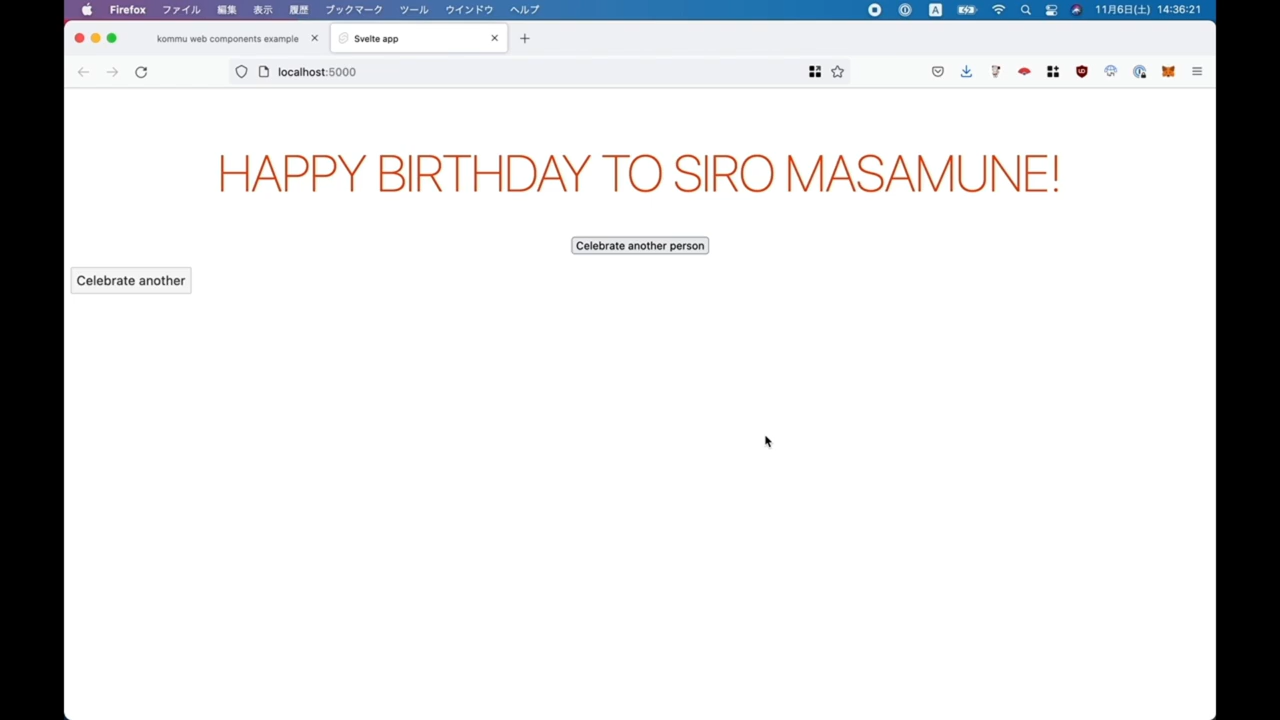 Firefox ファイル 編集 表示 履歴 ブックマーク ツール ウインドウ ヘルプ A 11月6日(土) 14:36:21
kommu web components example Svelte app
localhost:5000
HAPPY BIRTHDAY TO SIRO MASAMUNE!
Celebrate another person
Celebrate another